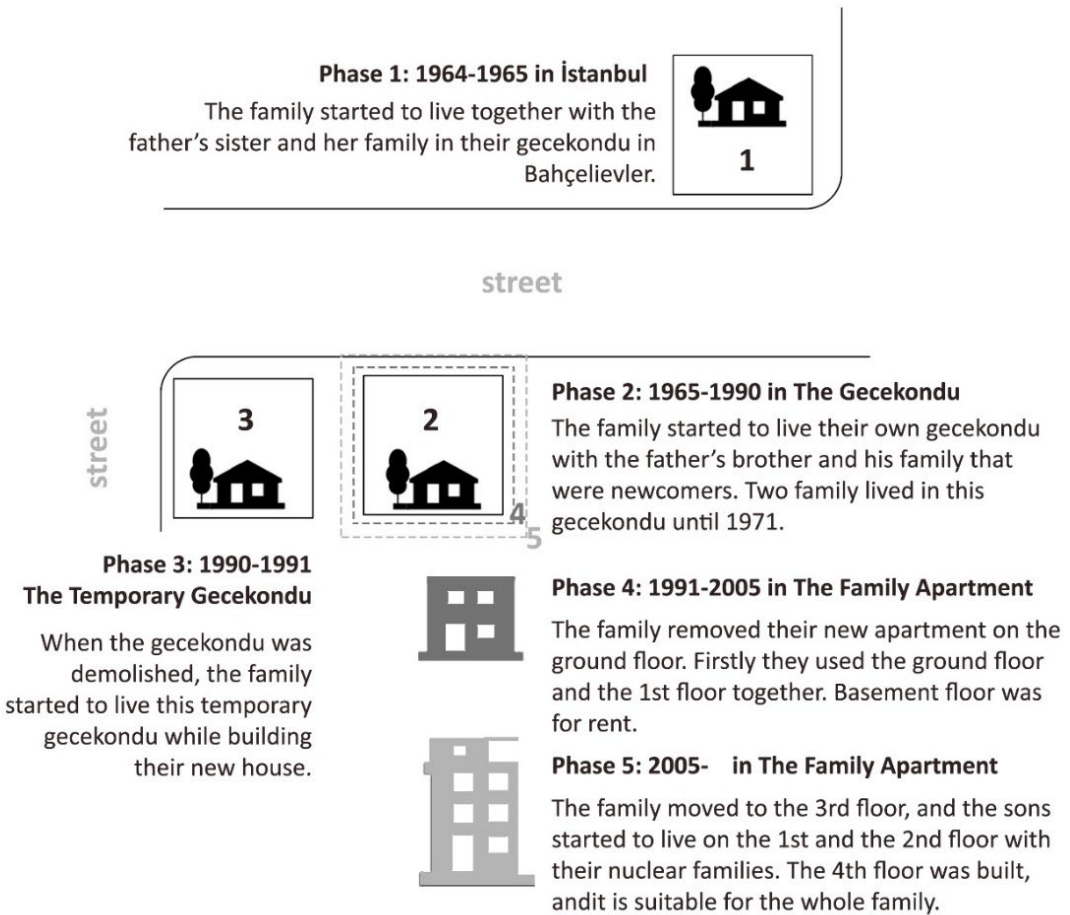 Phase 1: 1964-1965 in İstanbul
The family started to live together with the
father's sister and her family in their gecekondu in
Bahçelievler.
1
street
street
3
2
4
5
Phase 2: 1965-1990 in The Gecekondu
The family started to live their own gecekondu
with the father's brother and his family that
were newcomers. Two family lived in this
gecekondu until 1971.
Phase 3: 1990-1991
The Temporary Gecekondu
When the gecekondu was
demolished, the family
started to live this temporary
gecekondu while building
their new house.
Phase 4: 1991-2005 in The Family Apartment
The family removed their new apartment on the
ground floor. Firstly they used the ground floor
and the 1st floor together. Basement floor was
for rent.
Phase 5: 2005-   in The Family Apartment
The family moved to the 3rd floor, and the sons
started to live on the 1st and the 2nd floor with
their nuclear families. The 4th floor was built,
andit is suitable for the whole family.